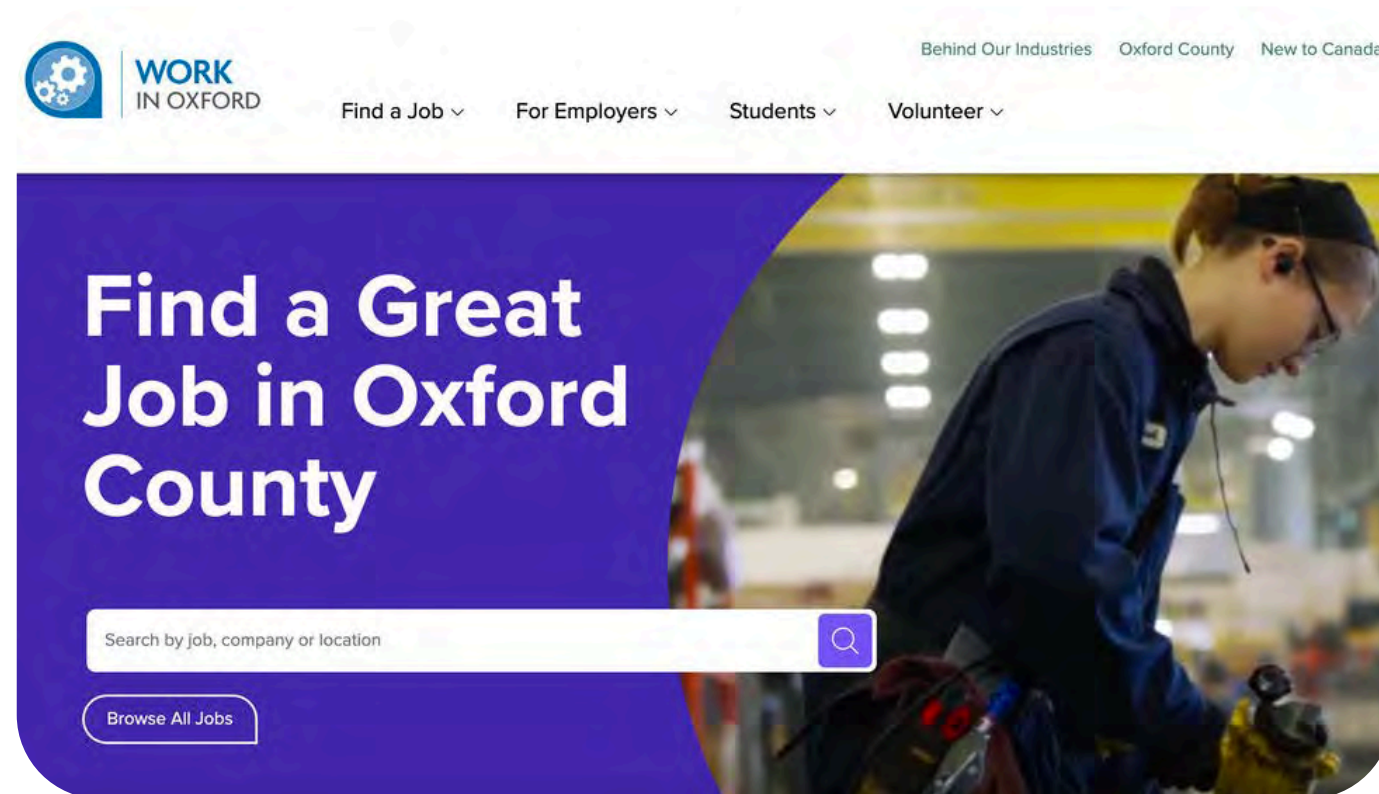 Behind Our Industries Oxford County New to Canada
WORK
IN OXFORD
Find a Job For Employers Students Volunteer
Find a Great
Job in Oxford
County
Search by job, company or location
Browse All Jobs